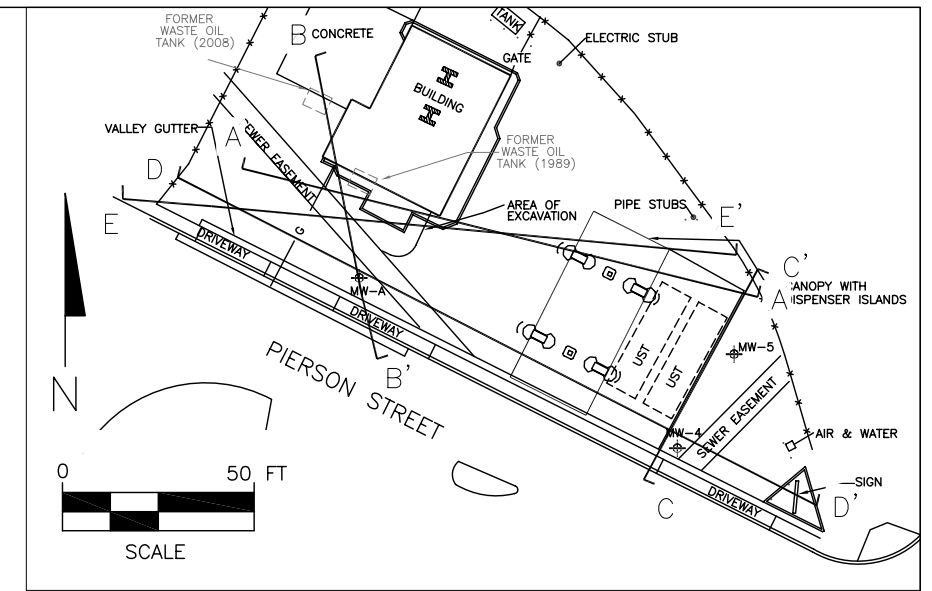 FORMER
WASTE OIL
TANK (2008)
B
CONCRETE
TANK
GATE
ELECTRIC STUB
BUILDING
VALLEY GUTTER
A
EWER EASEMENT
FORMER
WASTE OIL
TANK (1989)
D
E
AREA OF
EXCAVATION
PIPE STUBS
E'
G
DRIVEWAY
MW-A
DRIVEWAY
C'
A
CANOPY WITH
DISPENSER ISLANDS
UST
UST
MW-5
B'
PIERSON STREET
N
MW-4
SEWER EASEMENT
AIR & WATER
SIGN
D'
C
DRIVEWAY
0 50 FT
SCALE